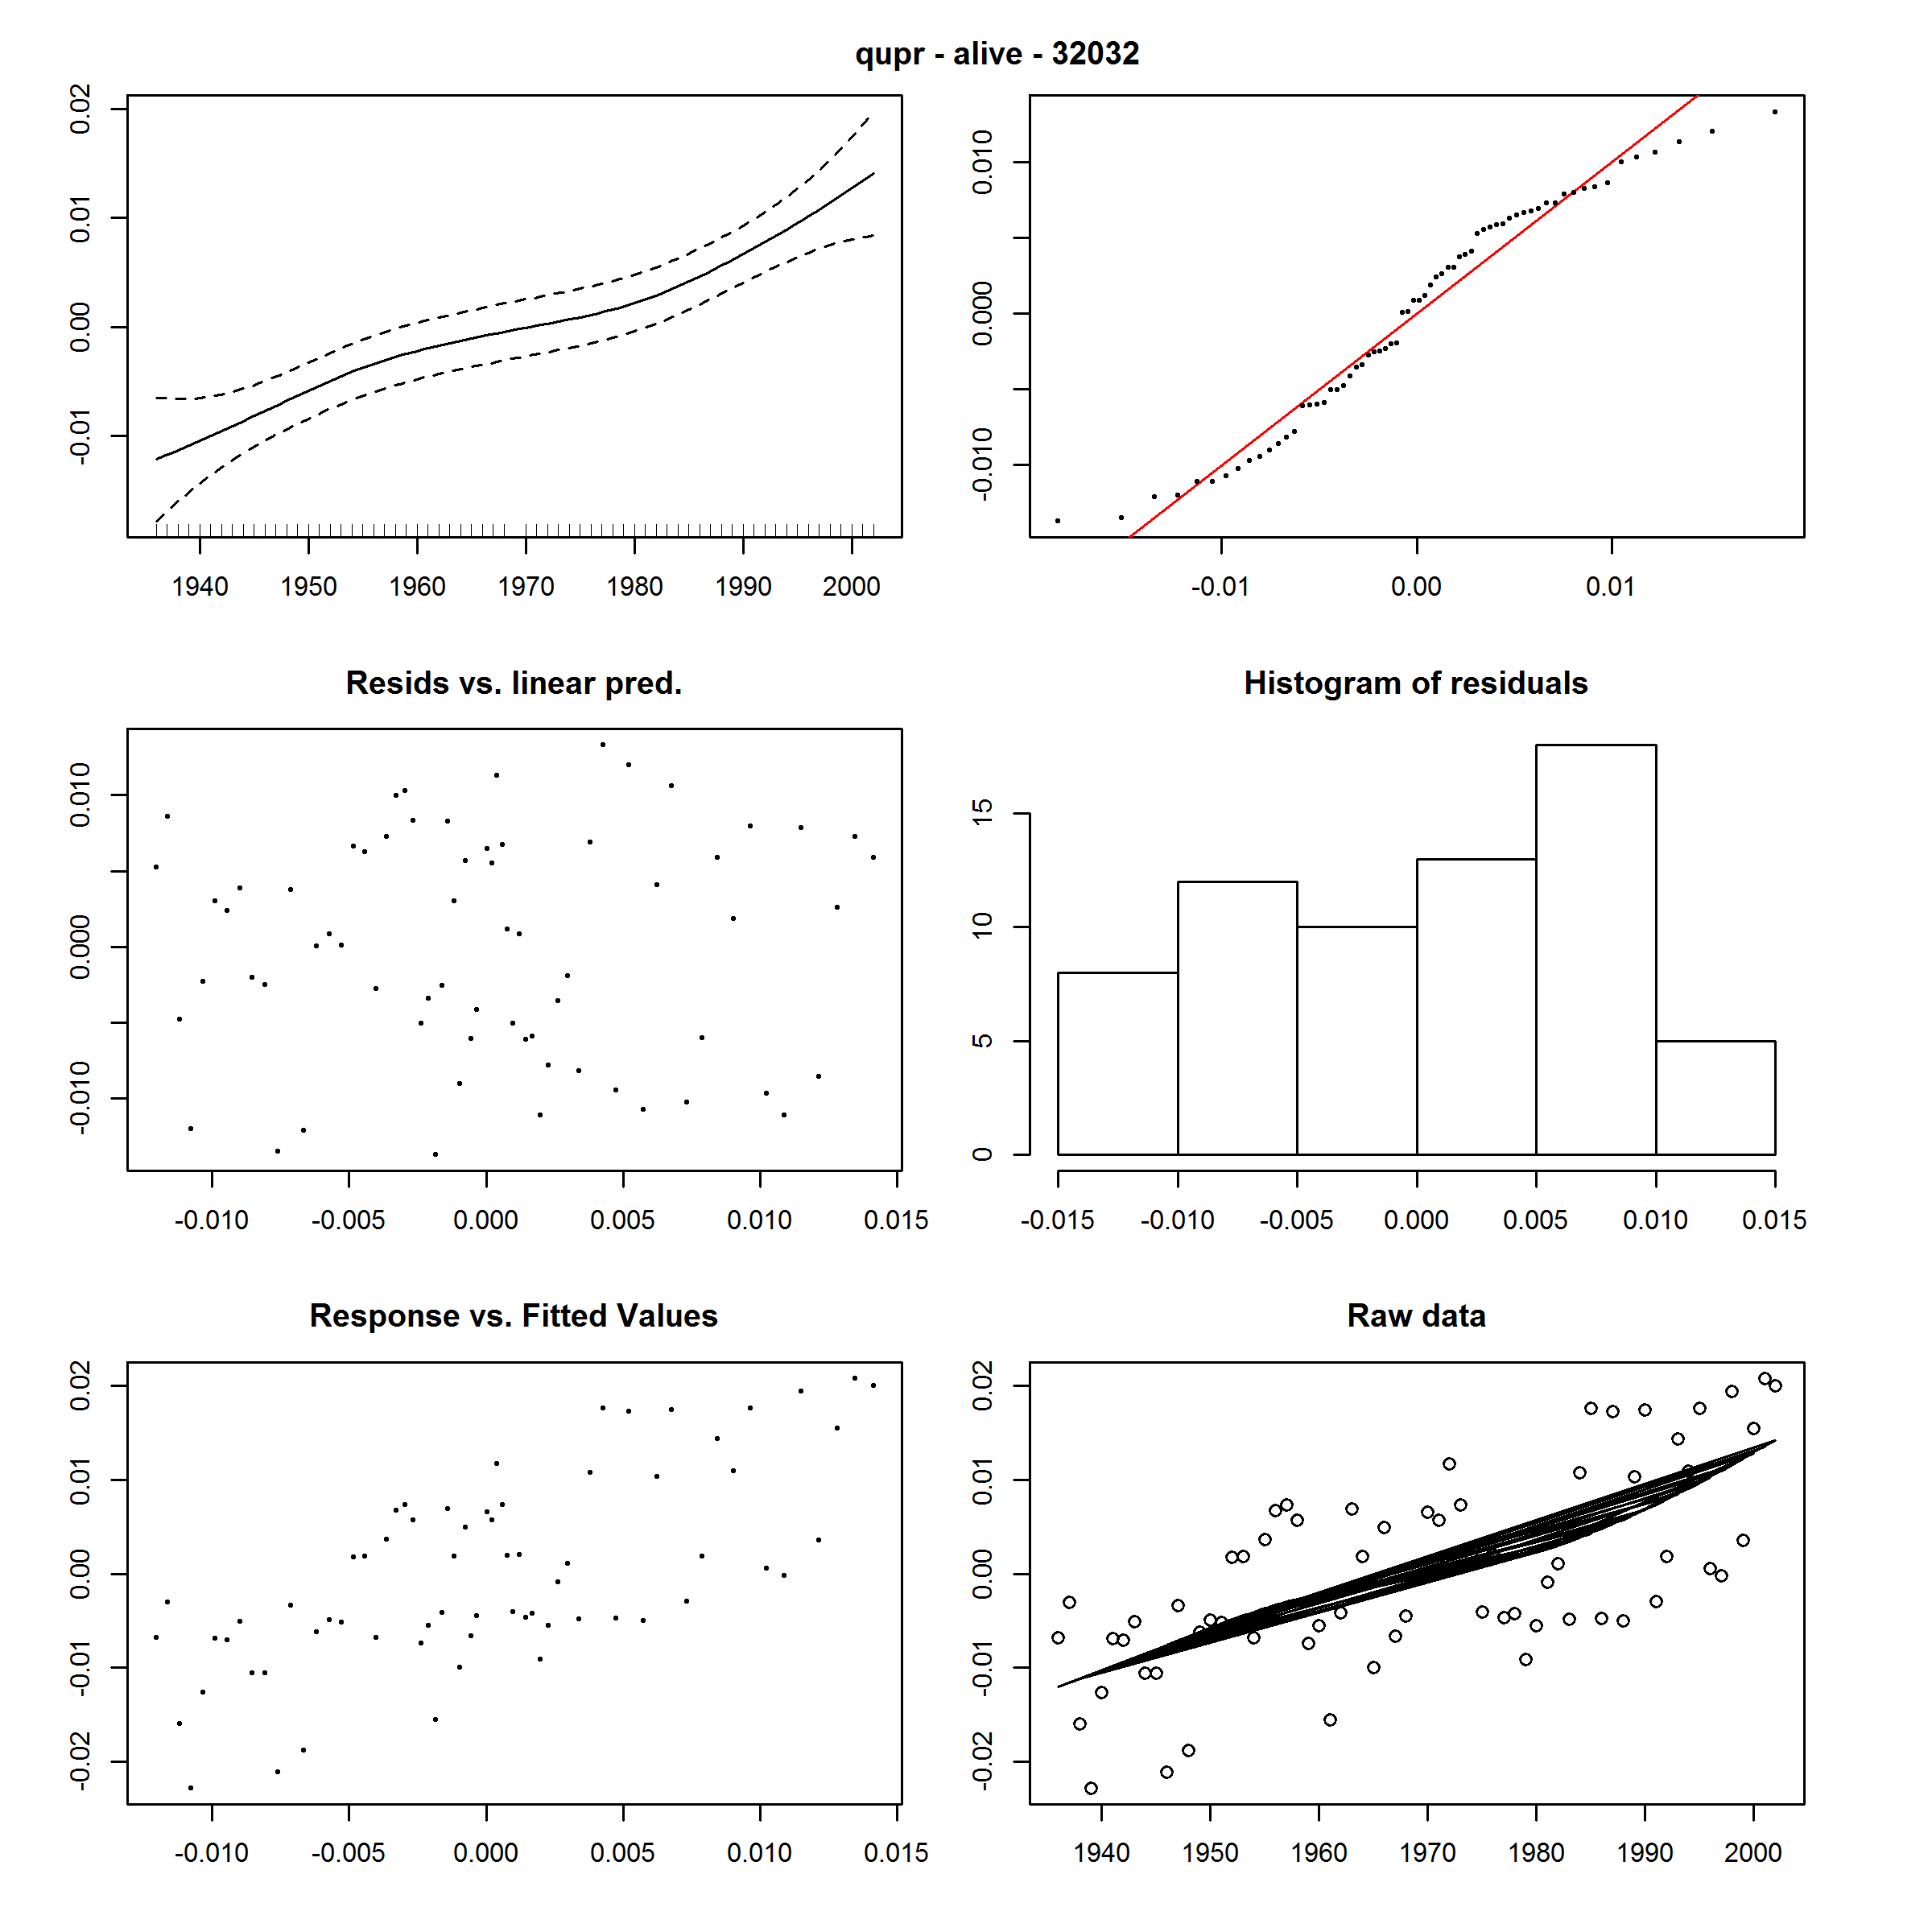 qupr - alive - 32032
0.02
0.01
0.00
-0.01
1940 1950 1960 1970 1980 1990 2000
0.010
0.000
-0.010
-0.01 0.00 0.01
Resids vs. linear pred.
0.010
0.000
-0.010
-0.010 -0.005 0.000 0.005 0.010 0.015
Histogram of residuals
15
10
5
0
-0.015 -0.010 -0.005 0.000 0.005 0.010 0.015
Response vs. Fitted Values
0.02
0.01
0.00
-0.01
-0.02
-0.010 -0.005 0.000 0.005 0.010 0.015
Raw data
0.02
0.01
0.00
-0.01
-0.02
1940 1950 1960 1970 1980 1990 2000